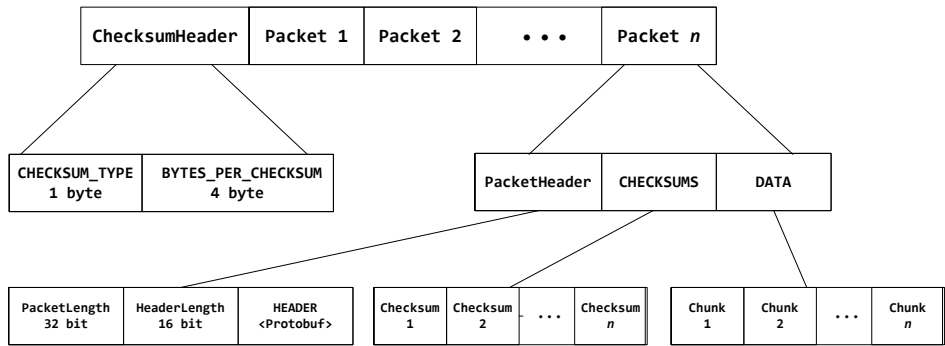 ChecksumHeader
Packet 1
Packet 2
• • •
Packet n
CHECKSUM_TYPE
1 byte
BYTES_PER_CHECKSUM
4 byte
PacketHeader
CHECKSUMS
DATA
PacketLength
32 bit
HeaderLength
16 bit
HEADER
<Protobuf>
Checksum
1
Checksum
2
...
Checksum
n
Chunk
1
Chunk
2
...
Chunk
n